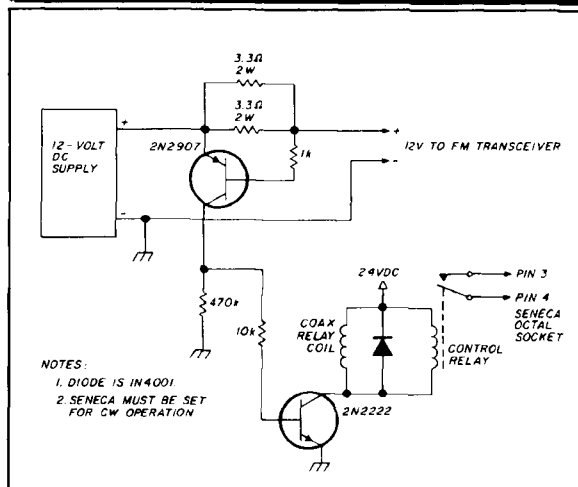 3.3Ω
2W
3.3Ω
2W
+
2N2907
12-VOLT
DC
SUPPLY
1k
+
12V TO FM TRANSCEIVER
-
-
24VDC
PIN 3
PIN 4
SENECA
OCTAL
SOCKET
470k
10k
COAX
RELAY
COIL
CONTROL
RELAY
NOTES:
1. DIODE IS IN4001
2. SENECA MUST BE SET
FOR CW OPERATION
2N2222